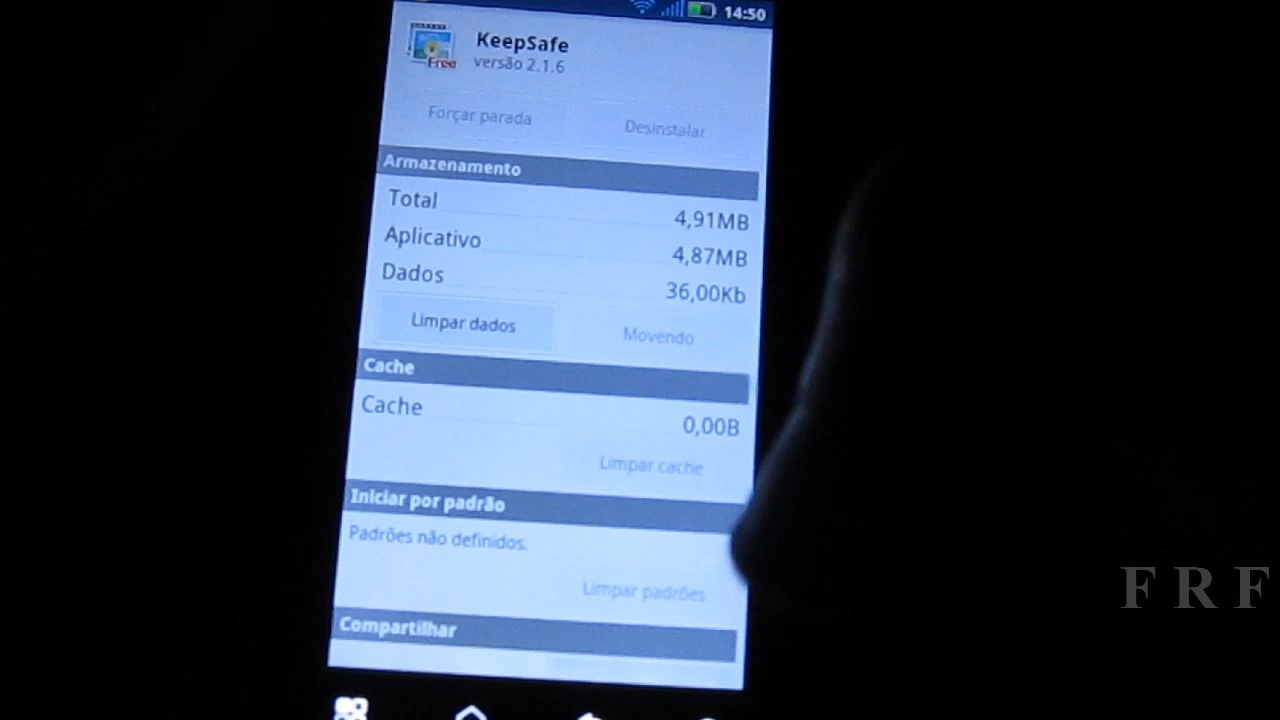 14:50
KeepSafe
Free
versão 2.1.6
Forçar parada
Desinstalar
Armazenamento
Total
4,91MB
Aplicativo
4,87MB
Dados
36,00Kb
Limpar dados
Movendo
Cache
Cache
0,00B
Limpar cache
Iniciar por padrão
Padrões não definidos.
Limpar padrões
Compartilhar
F R F